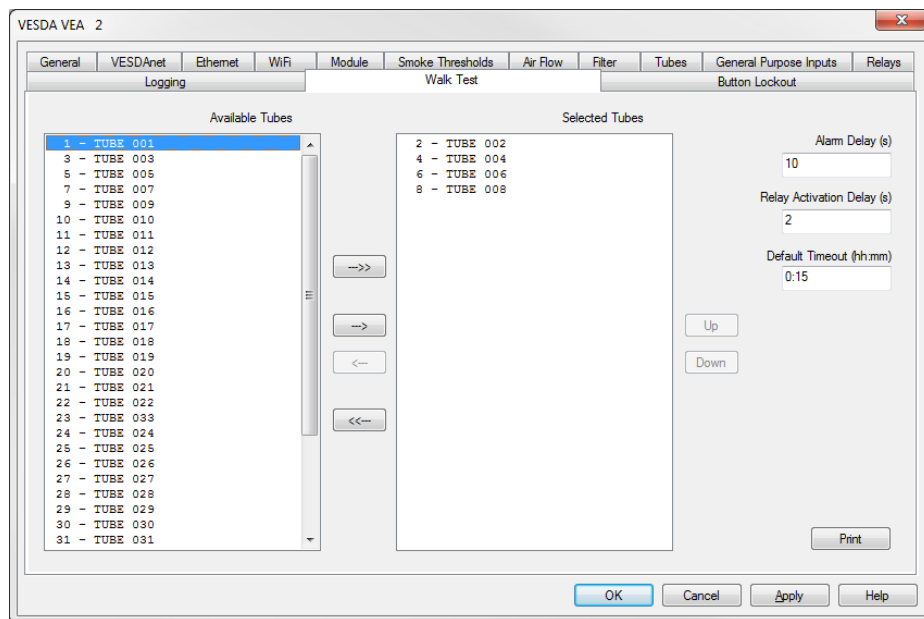 VESDA VEA 2
General VESDAnet Ethernet WiFi Module Smoke Thresholds Air Flow Filter Tubes General Purpose Inputs Relays
Logging Walk Test Button Lockout
Available Tubes
1 - TUBE 001
3 - TUBE 003
5 - TUBE 005
7 - TUBE 007
9 - TUBE 009
10 - TUBE 010
11 - TUBE 011
12 - TUBE 012
13 - TUBE 013
14 - TUBE 014
15 - TUBE 015
16 - TUBE 016
17 - TUBE 017
18 - TUBE 018
19 - TUBE 019
20 - TUBE 020
21 - TUBE 021
22 - TUBE 022
23 - TUBE 033
24 - TUBE 024
25 - TUBE 025
26 - TUBE 026
27 - TUBE 027
28 - TUBE 028
29 - TUBE 029
30 - TUBE 030
31 - TUBE 031
--->>
--->
<---
<<---
Selected Tubes
2 - TUBE 002
4 - TUBE 004
6 - TUBE 006
8 - TUBE 008
Up
Down
Alarm Delay (s)
10
Relay Activation Delay (s)
2
Default Timeout (hh:mm)
0:15
Print
OK Cancel Apply Help